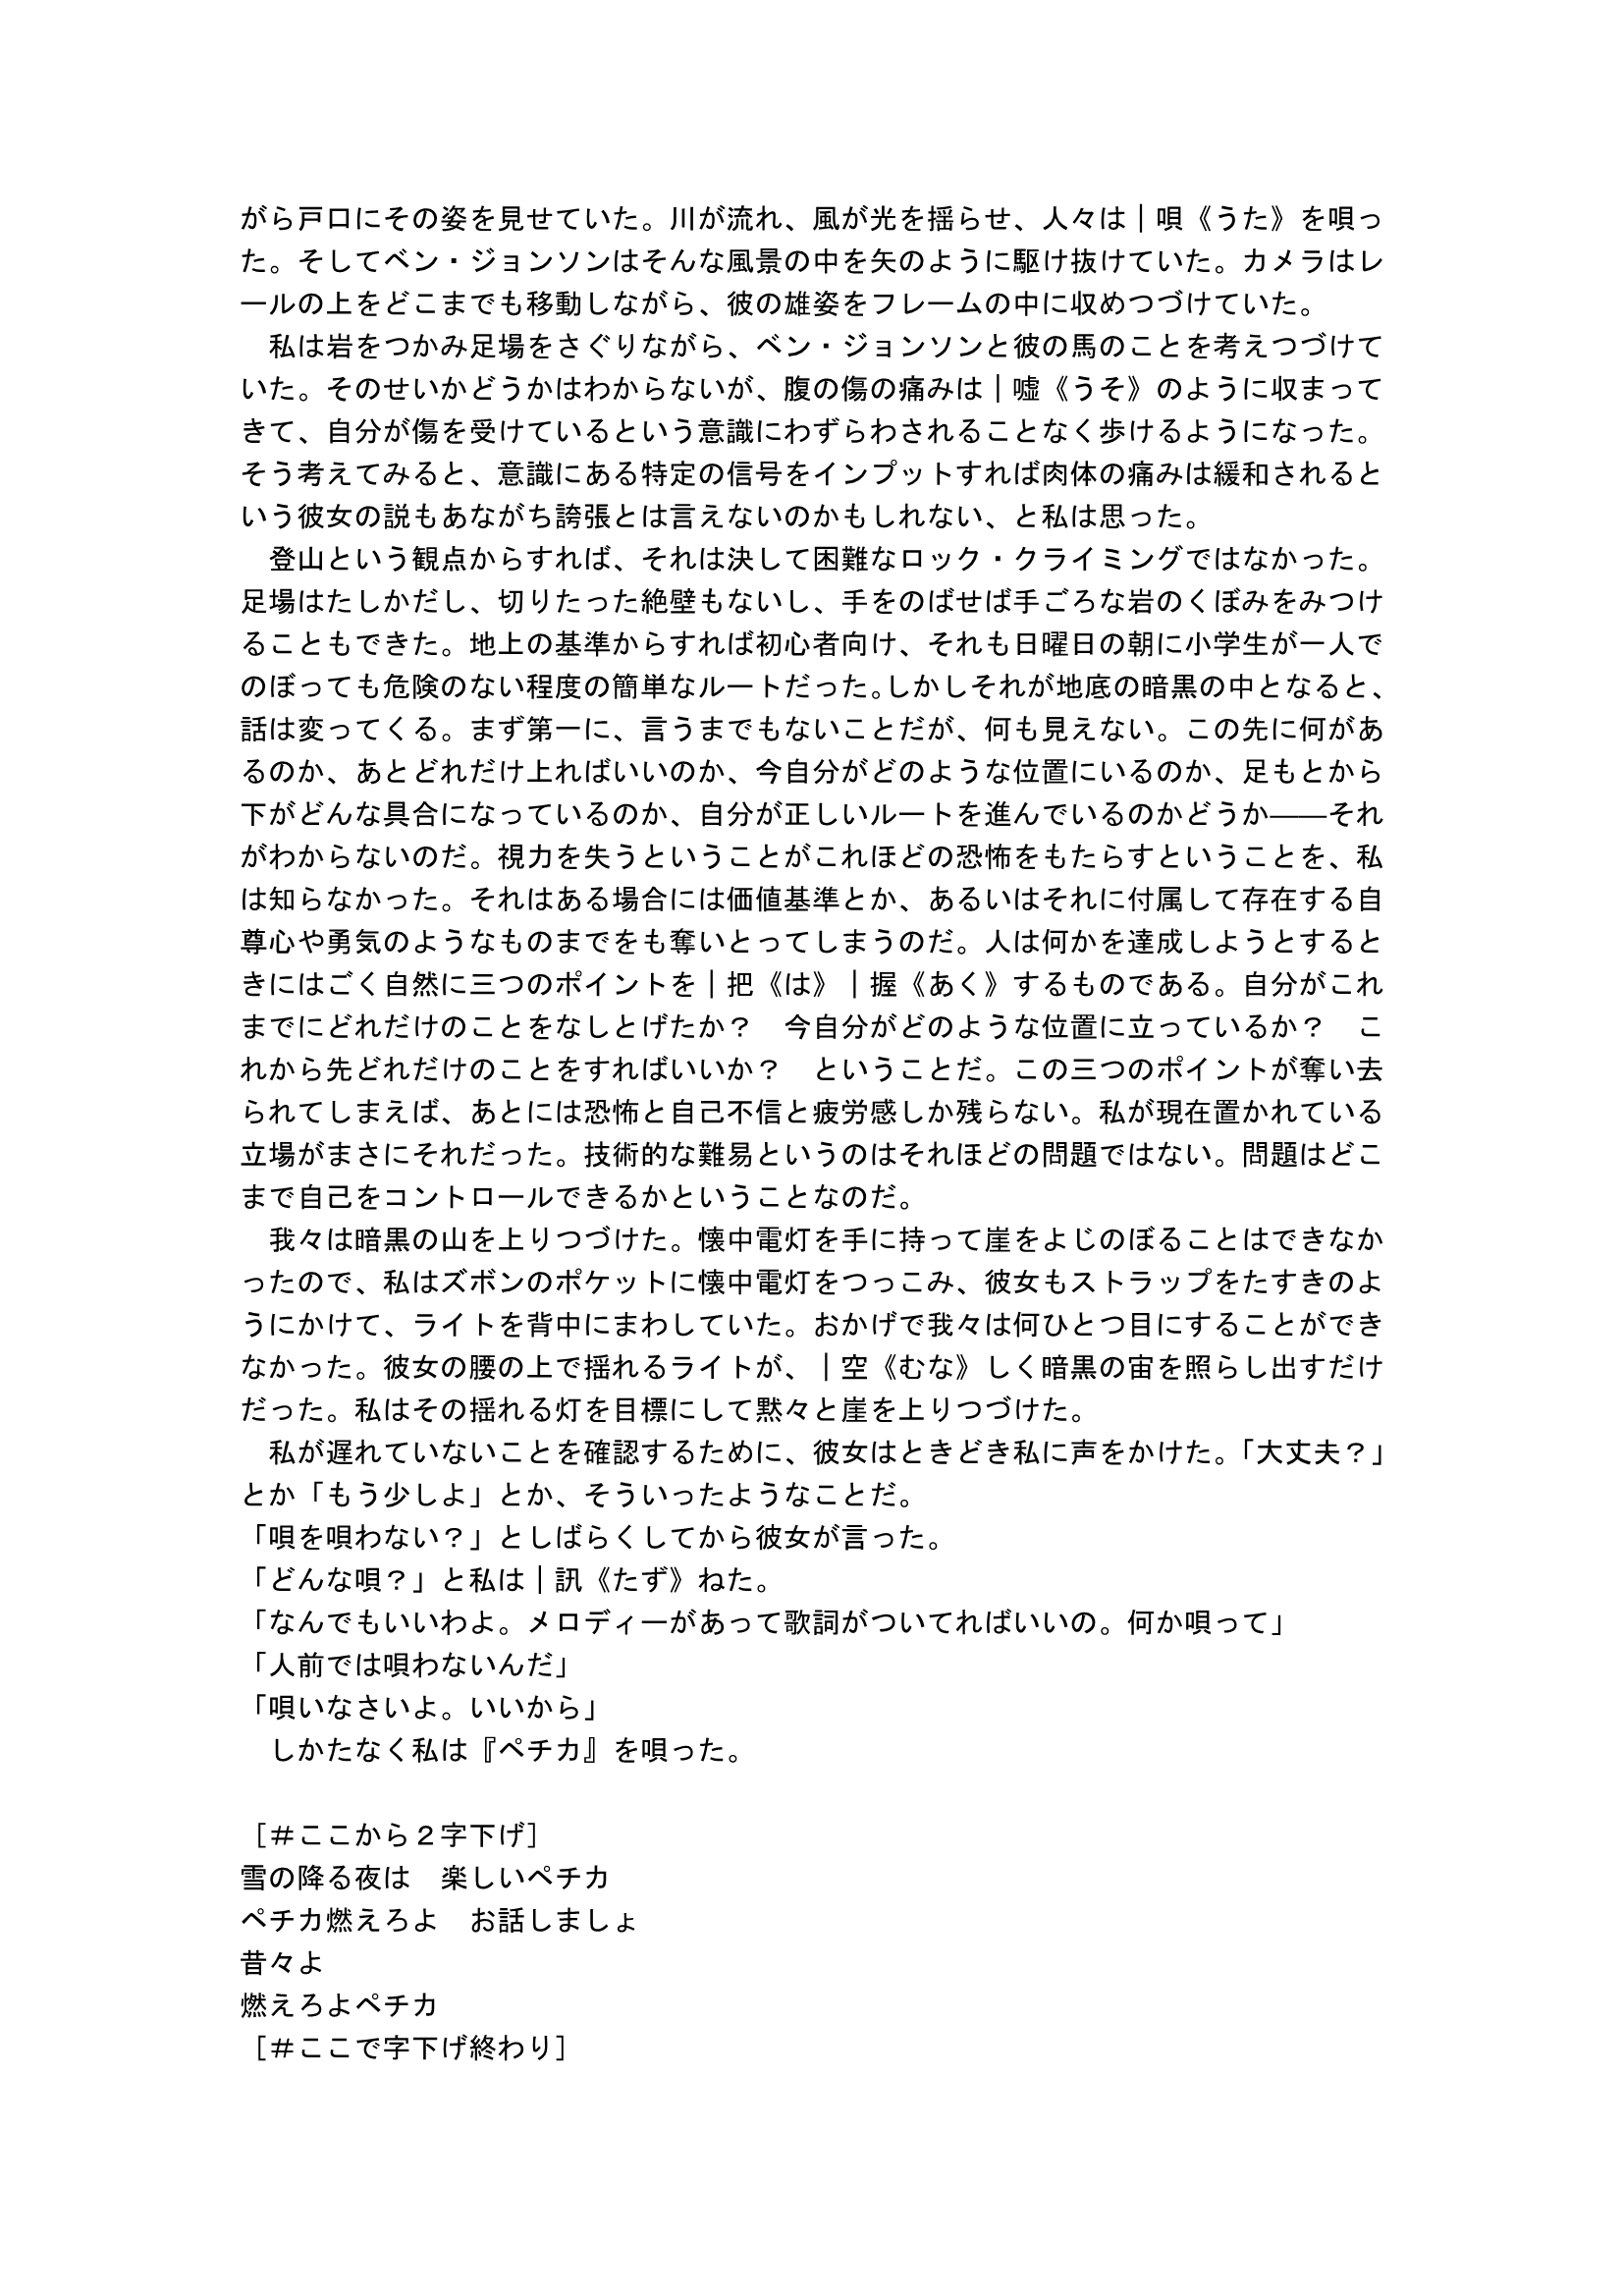 がら戸口にその姿を見せていた。川が流れ、風が光を揺らせ、人々は｜唄《うた》を唄っ
た。そしてベン・ジョンソンはそんな風景の中を矢のように駆け抜けていた。カメラはレ
ールの上をどこまでも移動しながら、彼の雄姿をフレームの中に収めつづけていた。
　私は岩をつかみ足場をさぐりながら、ベン・ジョンソンと彼の馬のことを考えつづけて
いた。そのせいかどうかはわからないが、腹の傷の痛みは｜嘘《うそ》のように収まって
きて、自分が傷を受けているという意識にわずらわされることなく歩けるようになった。
そう考えてみると、意識にある特定の信号をインプットすれば肉体の痛みは緩和されると
いう彼女の説もあながち誇張とは言えないのかもしれない、と私は思った。
　登山という観点からすれば、それは決して困難なロック・クライミングではなかった。
足場はたしかだし、切りたった絶壁もないし、手をのばせば手ごろな岩のくぼみをみつけ
ることもできた。地上の基準からすれば初心者向け、それも日曜日の朝に小学生が一人で
のぼっても危険のない程度の簡単なルートだった。しかしそれが地底の暗黒の中となると、
話は変ってくる。まず第一に、言うまでもないことだが、何も見えない。この先に何があ
るのか、あとどれだけ上ればいいのか、今自分がどのような位置にいるのか、足もとから
下がどんな具合になっているのか、自分が正しいルートを進んでいるのかどうか――それ
がわからないのだ。視力を失うということがこれほどの恐怖をもたらすということを、私
は知らなかった。それはある場合には価値基準とか、あるいはそれに付属して存在する自
尊心や勇気のようなものまでをも奪いとってしまうのだ。人は何かを達成しようとすると
きにはごく自然に三つのポイントを｜把《は》｜握《あく》するものである。自分がこれ
までにどれだけのことをなしとげたか？　今自分がどのような位置に立っているか？　こ
れから先どれだけのことをすればいいか？　ということだ。この三つのポイントが奪い去
られてしまえば、あとには恐怖と自己不信と疲労感しか残らない。私が現在置かれている
立場がまさにそれだった。技術的な難易というのはそれほどの問題ではない。問題はどこ
まで自己をコントロールできるかということなのだ。
　我々は暗黒の山を上りつづけた。懐中電灯を手に持って崖をよじのぼることはできなか
ったので、私はズボンのポケットに懐中電灯をつっこみ、彼女もストラップをたすきのよ
うにかけて、ライトを背中にまわしていた。おかげで我々は何ひとつ目にすることができ
なかった。彼女の腰の上で揺れるライトが、｜空《むな》しく暗黒の宙を照らし出すだけ
だった。私はその揺れる灯を目標にして黙々と崖を上りつづけた。
　私が遅れていないことを確認するために、彼女はときどき私に声をかけた。「大丈夫？」
とか「もう少しよ」とか、そういったようなことだ。
「唄を唄わない？」としばらくしてから彼女が言った。
「どんな唄？」と私は｜訊《たず》ねた。
「なんでもいいわよ。メロディーがあって歌詞がついてればいいの。何か唄って」
「人前では唄わないんだ」
「唄いなさいよ。いいから」
　しかたなく私は『ペチカ』を唄った。

［＃ここから２字下げ］
雪の降る夜は　楽しいペチカ
ペチカ燃えろよ　お話しましょ
昔々よ
燃えろよペチカ
［＃ここで字下げ終わり］